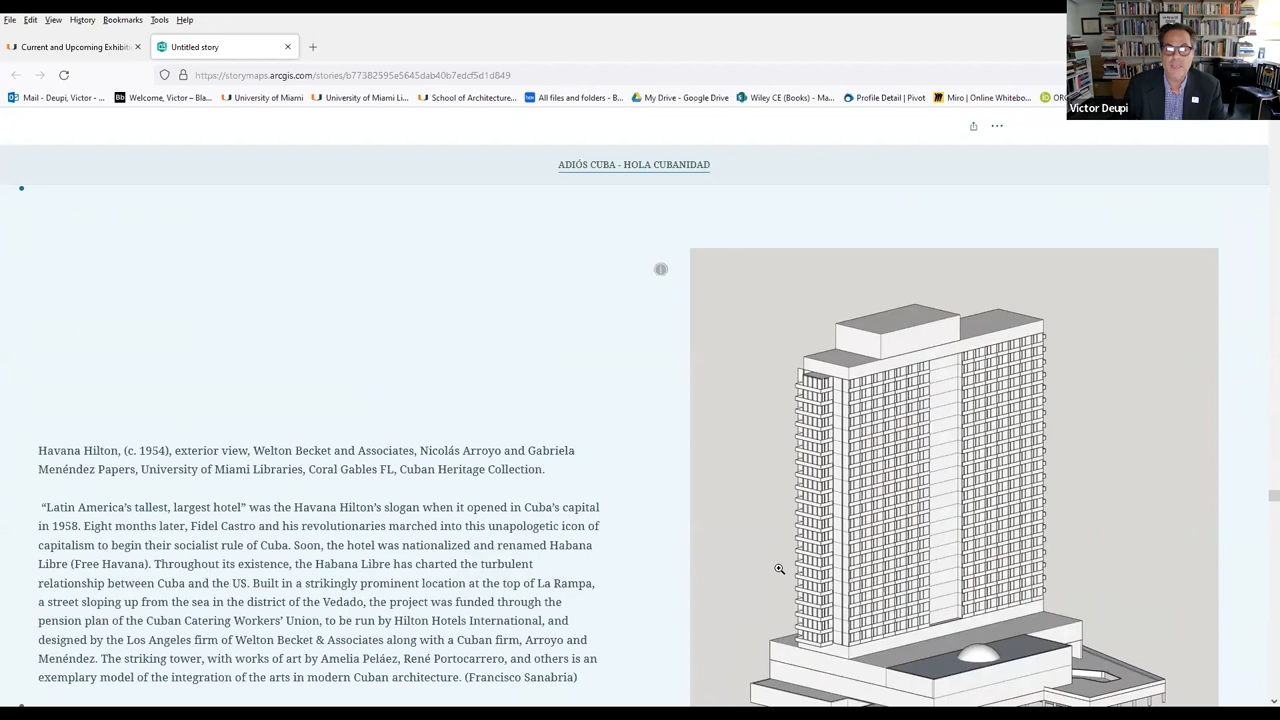 File Edit View History Bookmarks Tools Help
Current and Upcoming Exhibit
Untitled story
https://storymaps.arcgis.com/stories/b77382595e5645dab40b7edcf5d1d849
Mail - Deupi, Victor - ... Welcome, Victor – Bla... University of Miami University of Miami Li... School of Architecture... All files and folders - B... My Drive - Google Drive Wiley CE (Books) - Ma... Profile Detail | Pivot Miro | Online Whitebo...
Victor Deupi
ADIÓS CUBA - HOLA CUBANIDAD
Havana Hilton, (c. 1954), exterior view, Welton Becket and Associates, Nicolás Arroyo and Gabriela
Menéndez Papers, University of Miami Libraries, Coral Gables FL, Cuban Heritage Collection.
“Latin America’s tallest, largest hotel” was the Havana Hilton’s slogan when it opened in Cuba’s capital
in 1958. Eight months later, Fidel Castro and his revolutionaries marched into this unapologetic icon of
capitalism to begin their socialist rule of Cuba. Soon, the hotel was nationalized and renamed Habana
Libre (Free Havana). Throughout its existence, the Habana Libre has charted the turbulent
relationship between Cuba and the US. Built in a strikingly prominent location at the top of La Rampa,
a street sloping up from the sea in the district of the Vedado, the project was funded through the
pension plan of the Cuban Catering Workers’ Union, to be run by Hilton Hotels International, and
designed by the Los Angeles firm of Welton Becket & Associates along with a Cuban firm, Arroyo and
Menéndez. The striking tower, with works of art by Amelia Peláez, René Portocarrero, and others is an
exemplary model of the integration of the arts in modern Cuban architecture. (Francisco Sanabria)